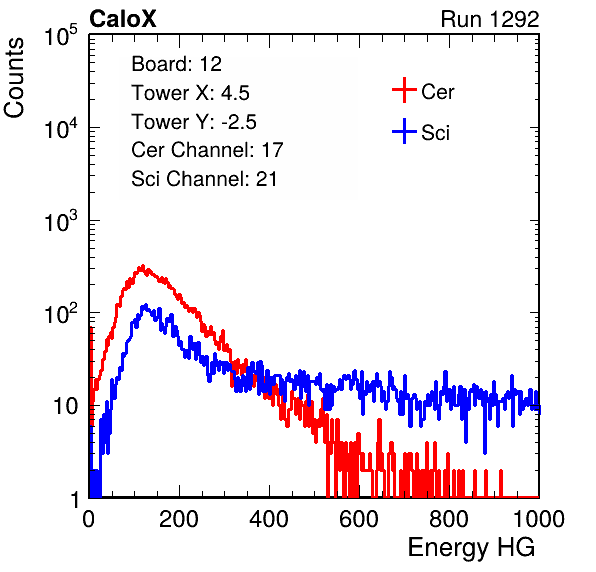 CaloX Run 1292
Counts
10^5
10^4
10^3
10^2
10
1
Board: 12
Tower X: 4.5
Tower Y: -2.5
Cer Channel: 17
Sci Channel: 21
Cer
Sci
0 200 400 600 800 1000
Energy HG